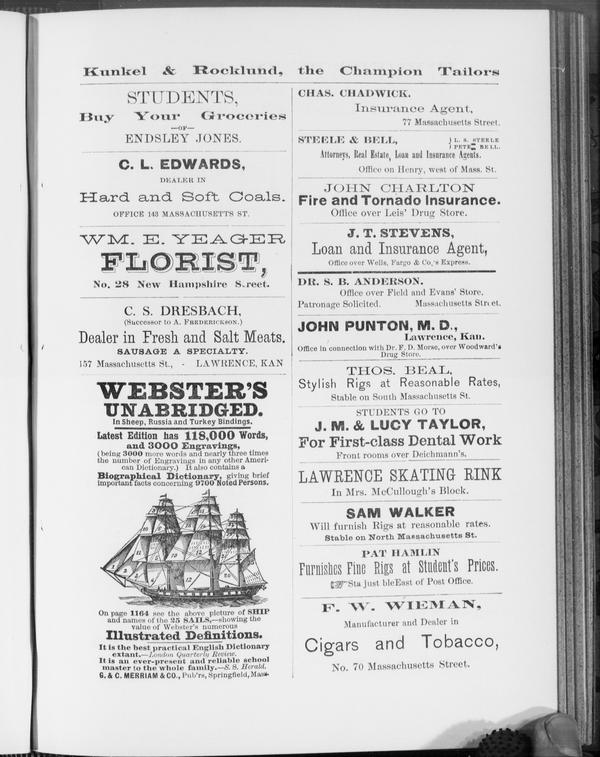 Kunkel & Rocklund, the Champion Tailors
STUDENTS,
Buy Your Groceries
—OF—
ENDSLEY JONES.
C. L. EDWARDS,
DEALER IN
Hard and Soft Coals.
OFFICE 143 MASSACHUSETTS ST.
WM. E. YEAGER
FLORIST,
No. 28 New Hampshire S.reet.
C. S. DRESBACH,
(Successor to A. FREDERICKSON.)
Dealer in Fresh and Salt Meats.
SAUSAGE A SPECIALTY.
157 Massachusetts St., - LAWRENCE, KAN
WEBSTER'S
UNABRIDGED.
In Sheep, Russia and Turkey Bindings.
Latest Edition has 118,000 Words,
and 3000 Engravings,
(being 3000 more words and nearly three times
the number of Engravings in any other Ameri-
can Dictionary.) It also contains a
Biographical Dictionary, giving brief
important facts concerning 9700 Noted Persons.
On page 1164 see the above picture of SHIP
and names of the 25 SAILS,—showing the
value of Webster's numerous
Illustrated Definitions.
It is the best practical English Dictionary
extant.—London Quarterly Review.
It is an ever-present and reliable school
master to the whole family.—S. S. Herald.
G. & C. MERRIAM & CO., Pub'rs, Springfield, Mass.
CHAS. CHADWICK.
Insurance Agent,
77 Massachusetts Street.
STEELE & BELL, } L. S. STEELE
} PETE BELL.
Attorneys, Real Estate, Loan and Insurance Agents.
Office on Henry, west of Mass. St.
JOHN CHARLTON
Fire and Tornado Insurance.
Office over Leis' Drug Store.
J. T. STEVENS,
Loan and Insurance Agent,
Office over Wells, Fargo & Co,'s Express.
DR. S. B. ANDERSON.
Office over Field and Evans' Store.
Patronage Solicited. Massachusetts Street.
JOHN PUNTON, M. D.,
Lawrence, Kan.
Office in connection with Dr. F. D. Morse, over Woodward's
Drug Store.
THOS. BEAL,
Stylish Rigs at Reasonable Rates,
Stable on South Massachusetts St.
STUDENTS GO TO
J. M. & LUCY TAYLOR,
For First-class Dental Work
Front rooms over Deichmann's.
LAWRENCE SKATING RINK
In Mrs. McCullough's Block.
SAM WALKER
Will furnish Rigs at reasonable rates.
Stable on North Massachusetts St.
PAT HAMLIN
Furnishes Fine Rigs at Student's Prices.
☞Sta just bleEast of Post Office.
F. W. WIEMAN,
Manufacturer and Dealer in
Cigars and Tobacco,
No. 70 Massachusetts Street.